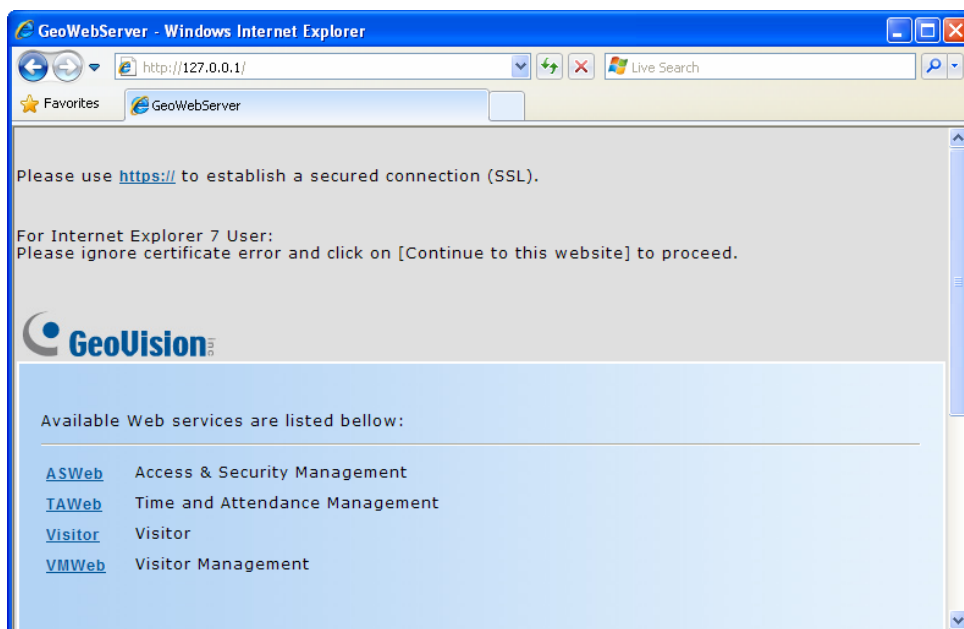 GeoWebServer - Windows Internet Explorer
http://127.0.0.1/
Live Search
Favorites
GeoWebServer
Please use https:// to establish a secured connection (SSL).
For Internet Explorer 7 User:
Please ignore certificate error and click on [Continue to this website] to proceed.
GeoVision INC
Available Web services are listed bellow:
ASWeb Access & Security Management
TAWeb Time and Attendance Management
Visitor Visitor
VMWeb Visitor Management